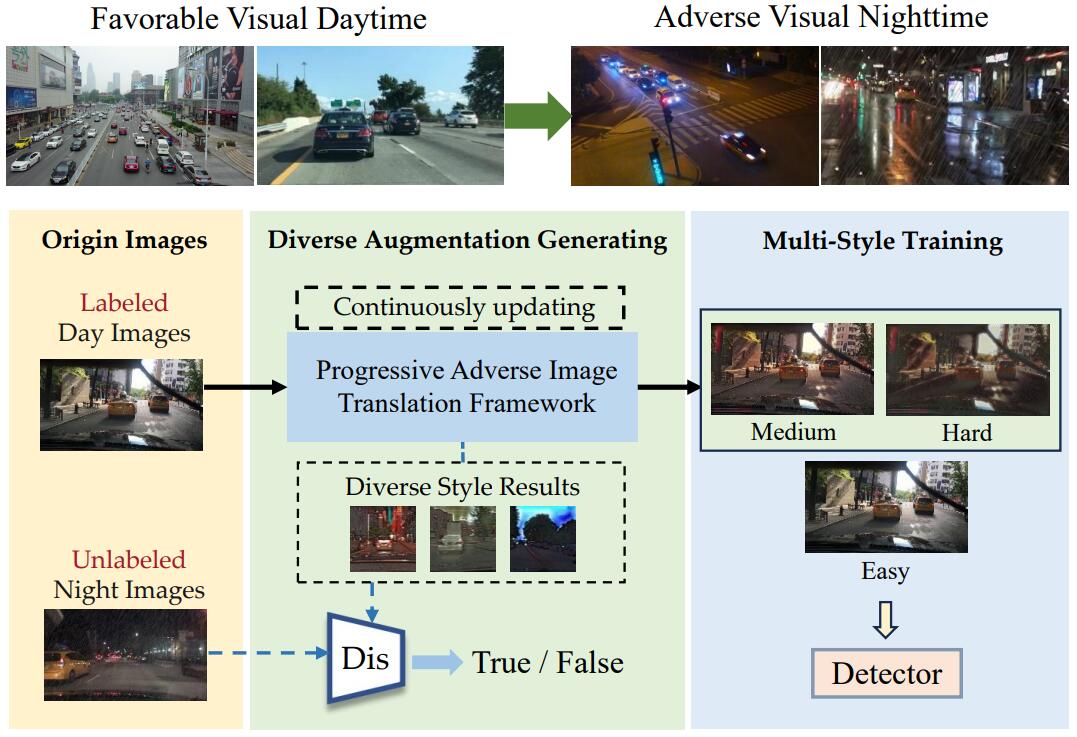 Favorable Visual Daytime
Adverse Visual Nighttime
Origin Images
Labeled
Day Images
Unlabeled
Night Images
Diverse Augmentation Generating
Continuously updating
Progressive Adverse Image
Translation Framework
Diverse Style Results
Dis
True / False
Multi-Style Training
Medium
Hard
Easy
Detector